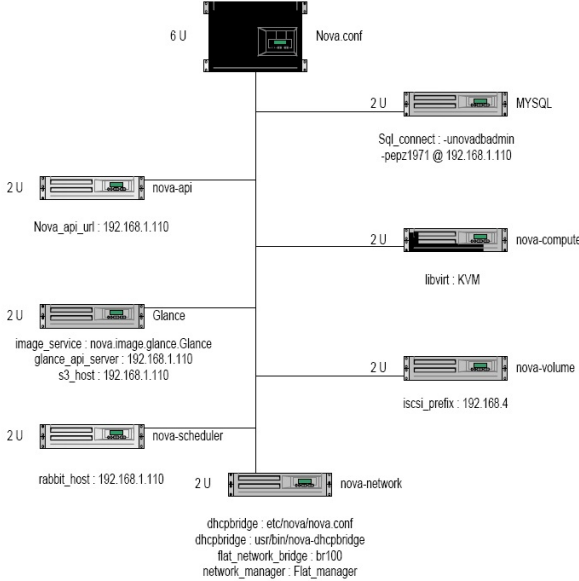 6 U
Nova.conf
2 U
MYSQL
Sql_connect : -unovadbadmin
-pepz1971 @ 192.168.1.110
2 U
nova-api
Nova_api_url : 192.168.1.110
2 U
nova-compute
libvirt : KVM
2 U
Glance
image_service : nova.image.glance.Glance
glance_api_server : 192.168.1.110
s3_host : 192.168.1.110
2 U
nova-volume
iscsi_prefix : 192.168.4
2 U
nova-scheduler
rabbit_host : 192.168.1.110
2 U
nova-network
dhcpbridge : etc/nova/nova.conf
dhcpbridge : usr/bin/nova-dhcpbridge
flat_network_bridge : br100
network_manager : Flat_manager